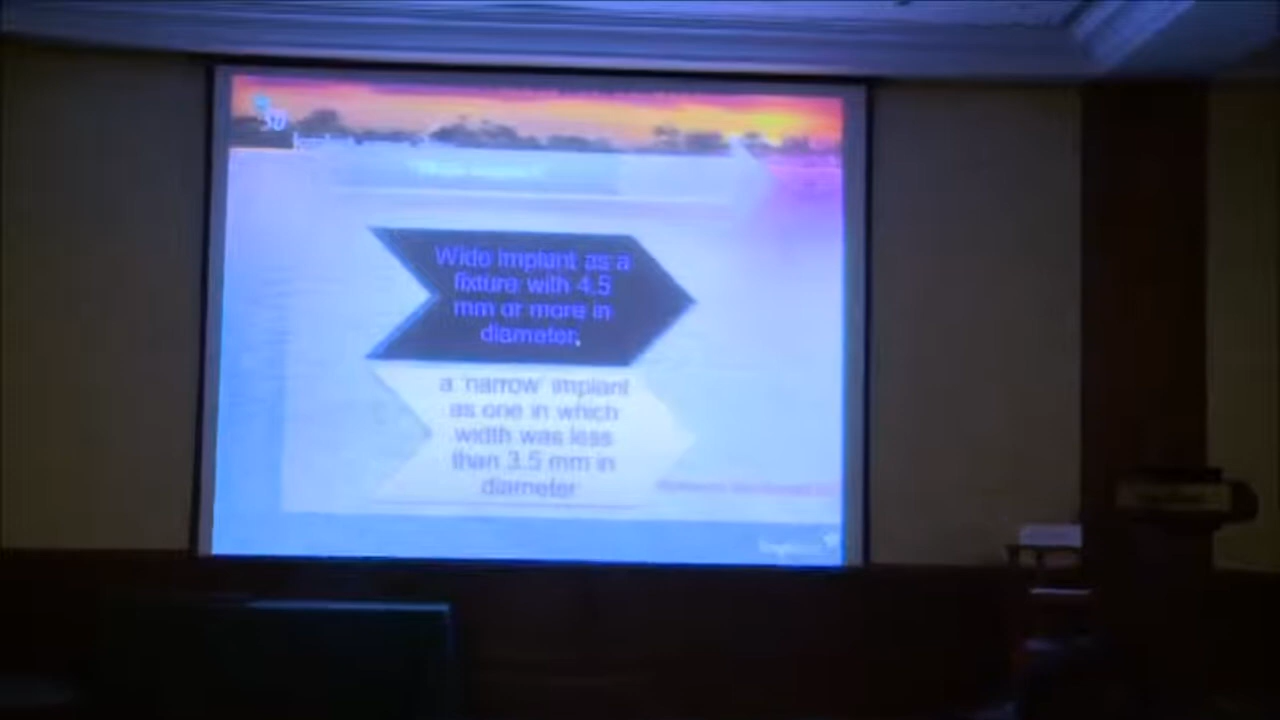 Wide implant as a
fixture with 4.5
mm or more in
diameter.
a narrow implant
as one in which
width was less
than 3.5 mm in
diameter